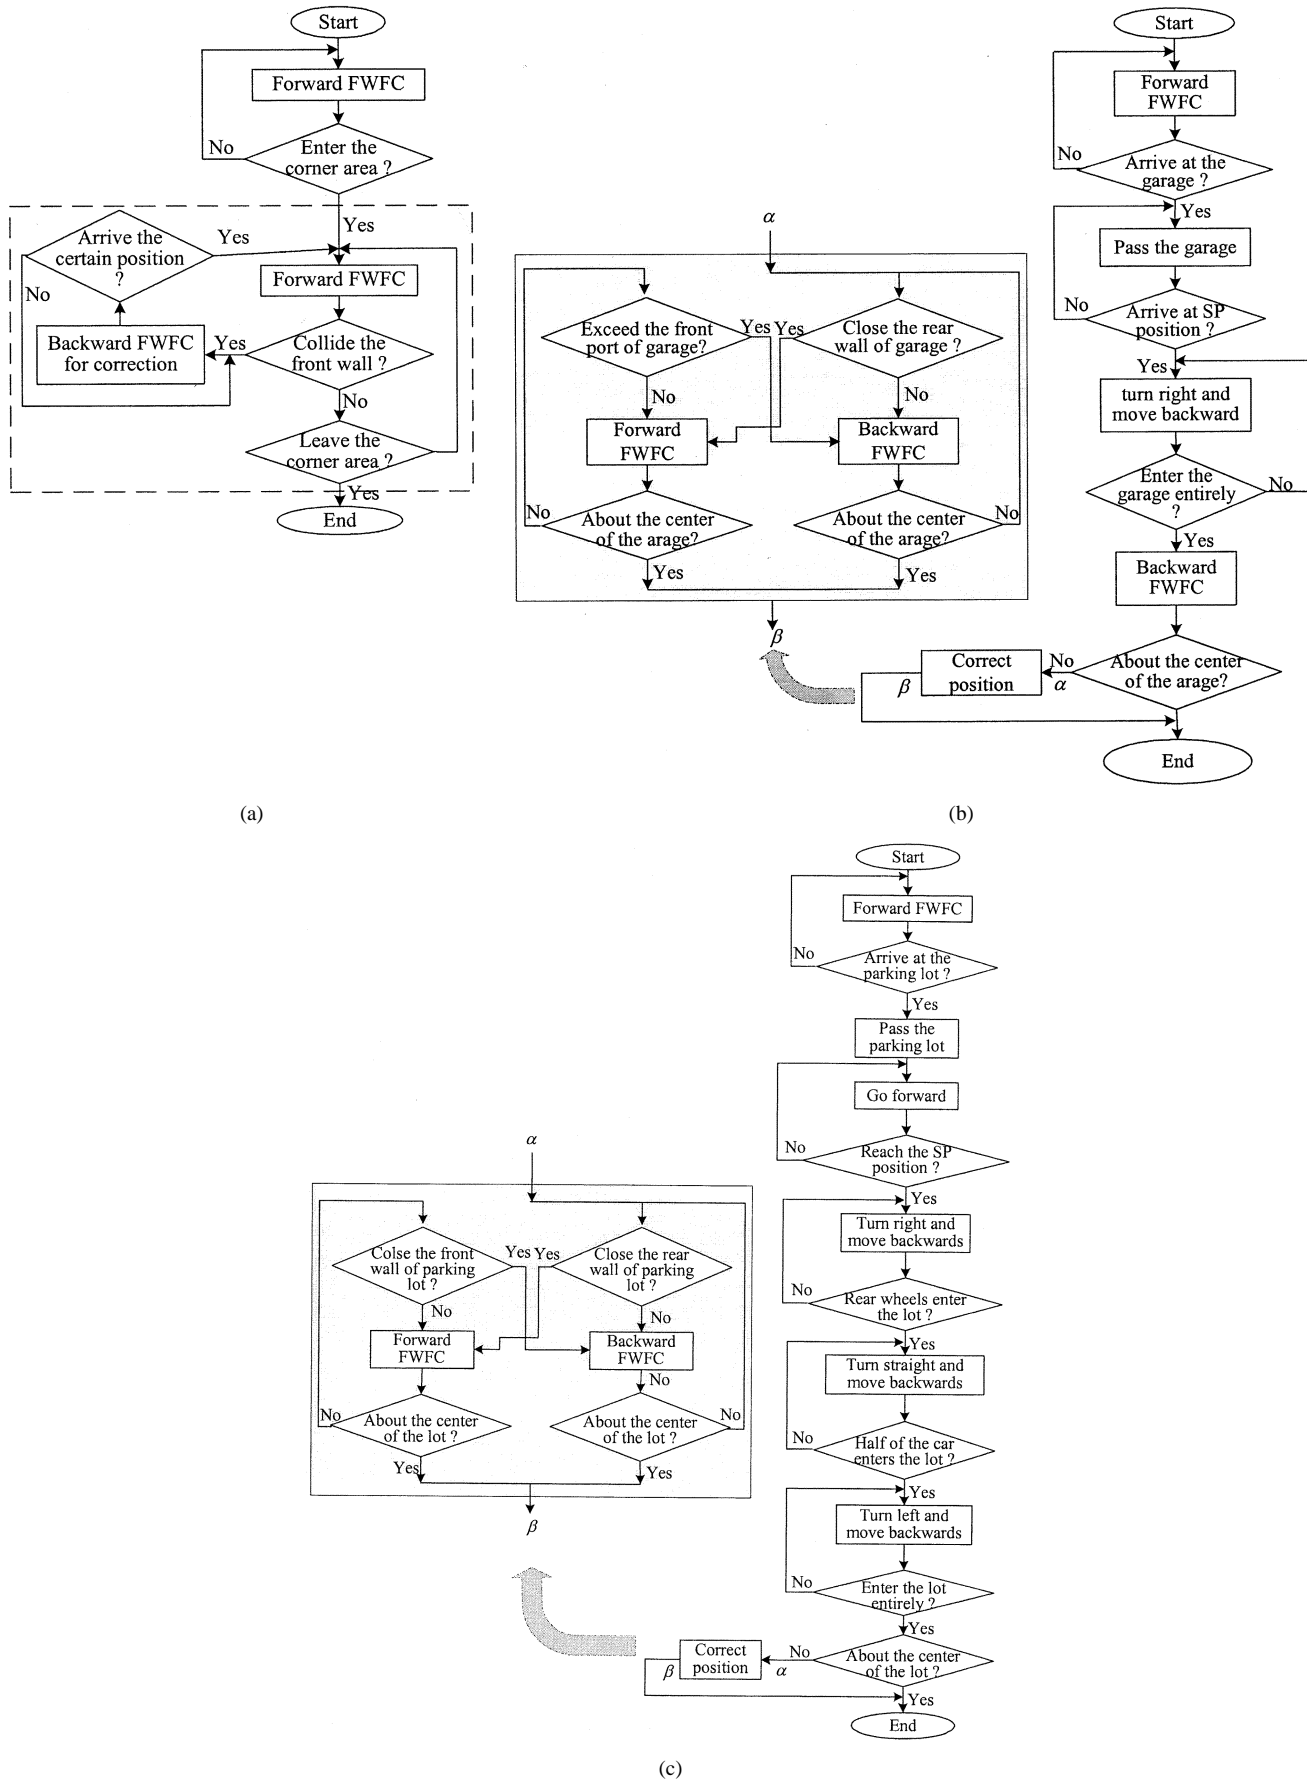 Start
Forward FWFC
No
Enter the
corner area ?
Yes
Arrive the
certain position
?
Yes
No
Forward FWFC
Backward FWFC
for correction
Yes
Collide the
front wall ?
No
Leave the
corner area ?
Yes
End
(a)
α
Exceed the front
port of garage?
Yes
Yes
Close the rear
wall of garage ?
No
No
Forward
FWFC
Backward
FWFC
No
About the center
of the arage?
About the center
of the arage?
No
Yes
Yes
β
Start
Forward
FWFC
No
Arrive at the
garage ?
Yes
Pass the garage
No
Arrive at SP
position ?
Yes
turn right and
move backward
Enter the
garage entirely
?
No
Yes
Backward
FWFC
About the center
of the arage?
No
α
Correct
position
β
End
(b)
Start
Forward FWFC
No
Arrive at the
parking lot ?
Yes
Pass the
parking lot
Go forward
No
Reach the SP
position ?
Yes
Turn right and
move backwards
No
Rear wheels enter
the lot ?
Yes
Turn straight and
move backwards
No
Half of the car
enters the lot ?
Yes
Turn left and
move backwards
No
Enter the lot
entirely ?
Yes
About the center
of the lot ?
No
α
Correct
position
β
Yes
End
α
Colse the front
wall of parking
lot ?
Yes
Yes
Close the rear
wall of parking
lot ?
No
No
Forward
FWFC
Backward
FWFC
No
No
About the center
of the lot ?
About the center
of the lot ?
No
Yes
Yes
β
(c)